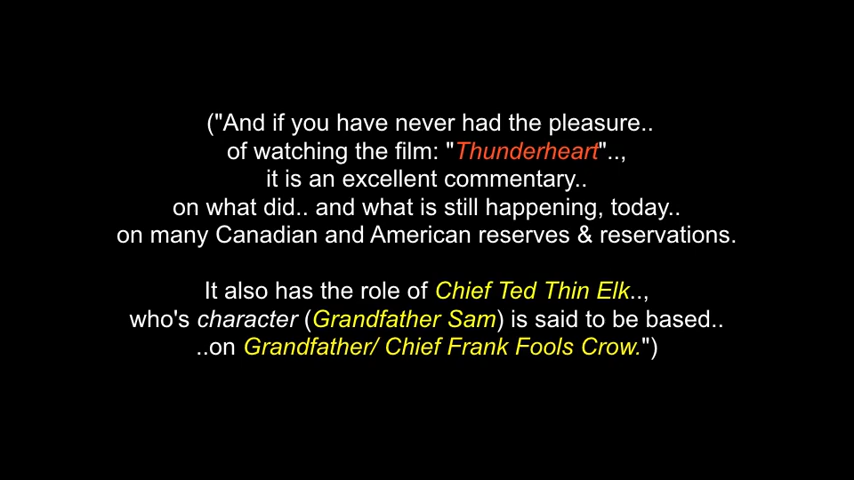 ("And if you have never had the pleasure..
of watching the film: "Thunderheart"..,
it is an excellent commentary..
on what did.. and what is still happening, today..
on many Canadian and American reserves & reservations.
It also has the role of Chief Ted Thin Elk..,
who's character (Grandfather Sam) is said to be based..
..on Grandfather/ Chief Frank Fools Crow.")